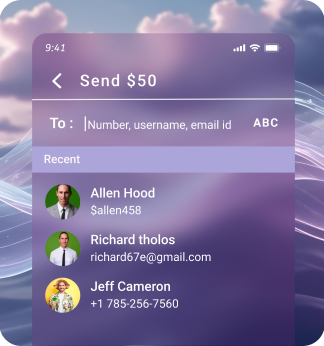 9:41
Send $50
To : Number, username, email id ABC
Recent
Allen Hood
$allen458
Richard tholos
richard67e@gmail.com
Jeff Cameron
+1 785-256-7560